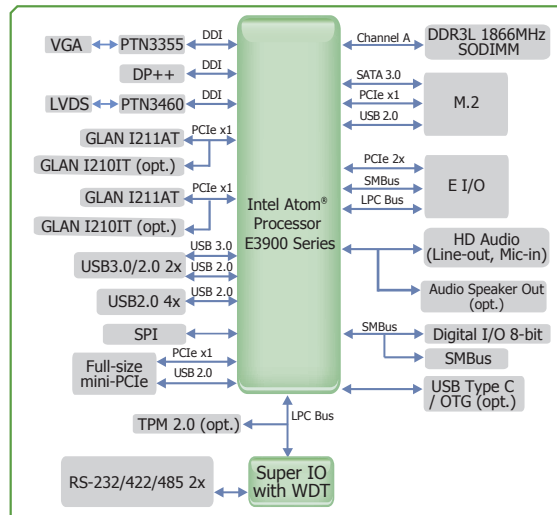 VGA
PTN3355
DDI
DP++
DDI
LVDS
PTN3460
DDI
GLAN I211AT
PCIe x1
GLAN I210IT (opt.)
GLAN I211AT
PCIe x1
GLAN I210IT (opt.)
USB 3.0
USB3.0/2.0 2x
USB 2.0
USB2.0 4x
USB 2.0
SPI
Full-size
mini-PCIe
PCIe x1
USB 2.0
Intel Atom®
Processor
E3900 Series
Channel A
DDR3L 1866MHz
SODIMM
SATA 3.0
PCIe x1
USB 2.0
M.2
PCIe 2x
SMBus
LPC Bus
E I/O
HD Audio
(Line-out, Mic-in)
Audio Speaker Out
(opt.)
SMBus
Digital I/O 8-bit
SMBus
USB Type C
/ OTG (opt.)
LPC Bus
TPM 2.0 (opt.)
RS-232/422/485 2x
Super IO
with WDT